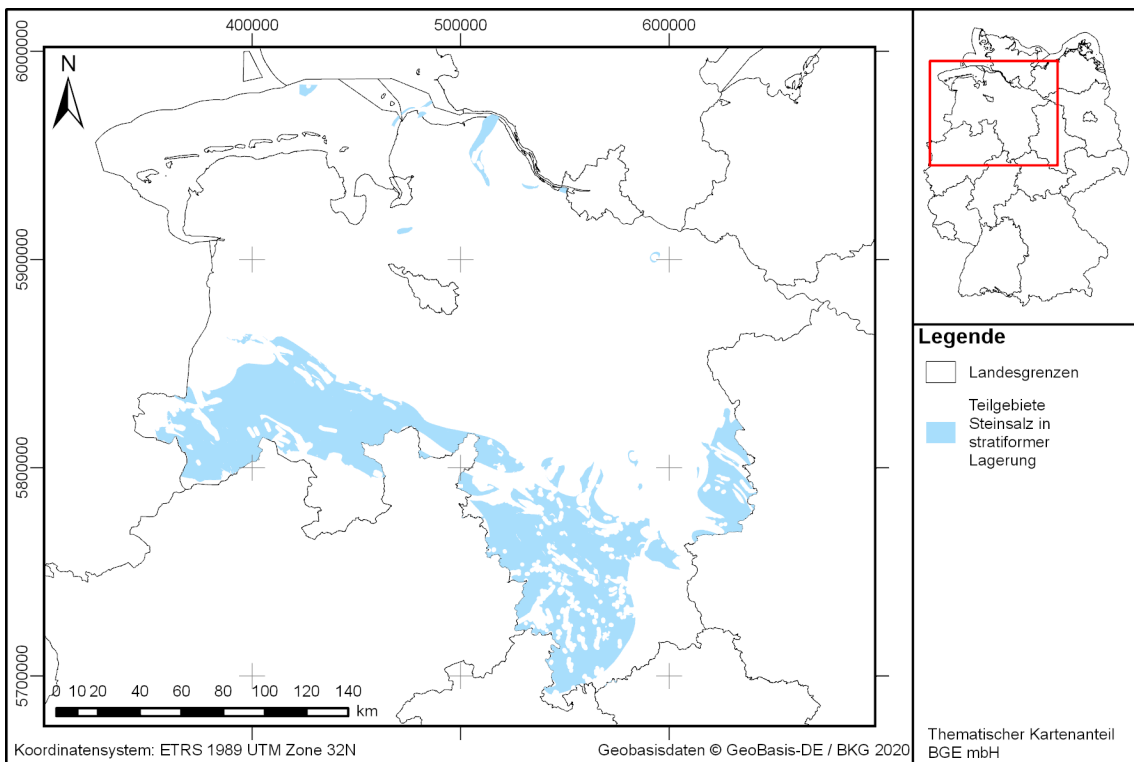 400000
500000
600000
6000000
5900000
5800000
5700000
N
0 10 20 40 60 80 100 120 140
km
Koordinatensystem: ETRS 1989 UTM Zone 32N
Geobasisdaten © GeoBasis-DE / BKG 2020
Legende
Landesgrenzen
Teilgebiete
Steinsalz in
stratiformer
Lagerung
Thematischer Kartenanteil
BGE mbH